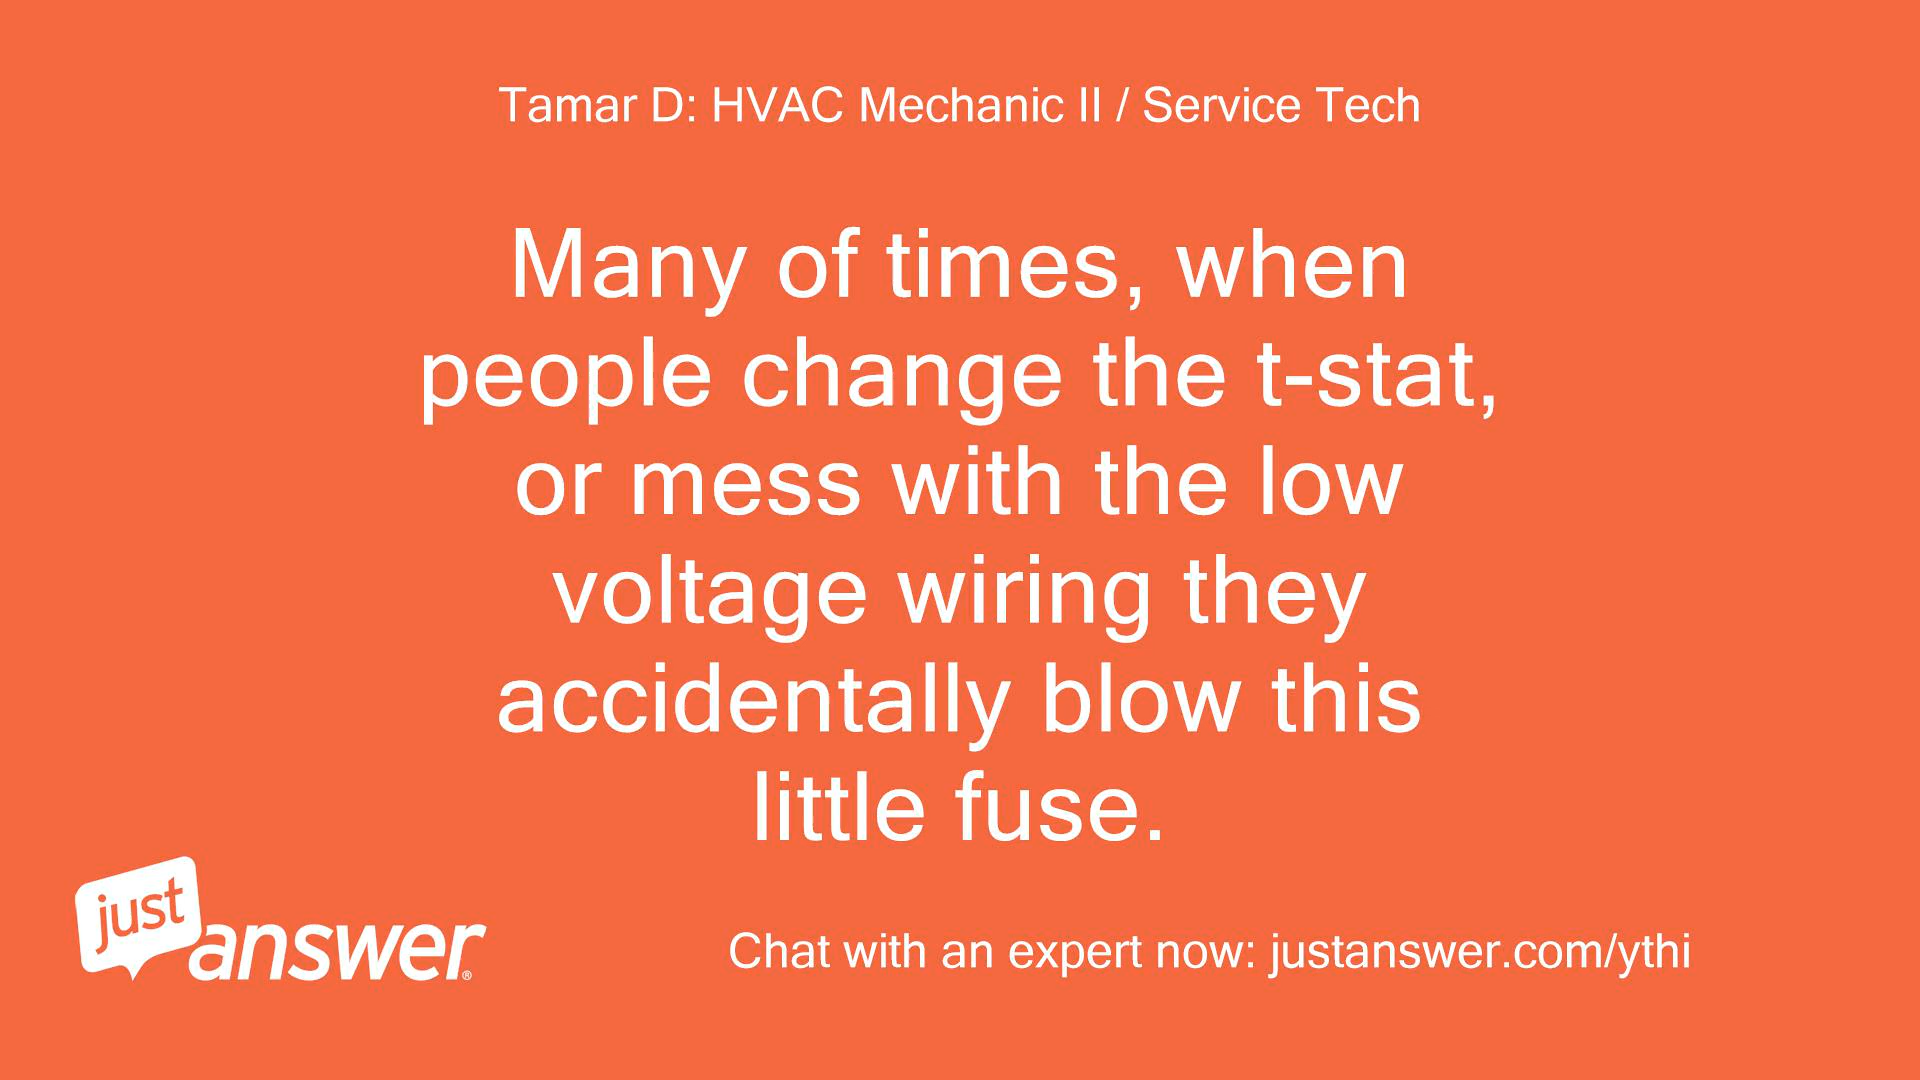 Tamar D: HVAC Mechanic II / Service Tech
Many of times, when
people change the t-stat,
or mess with the low
voltage wiring they
accidentally blow this
little fuse.
just
answer®
Chat with an expert now: justanswer.com/ythi